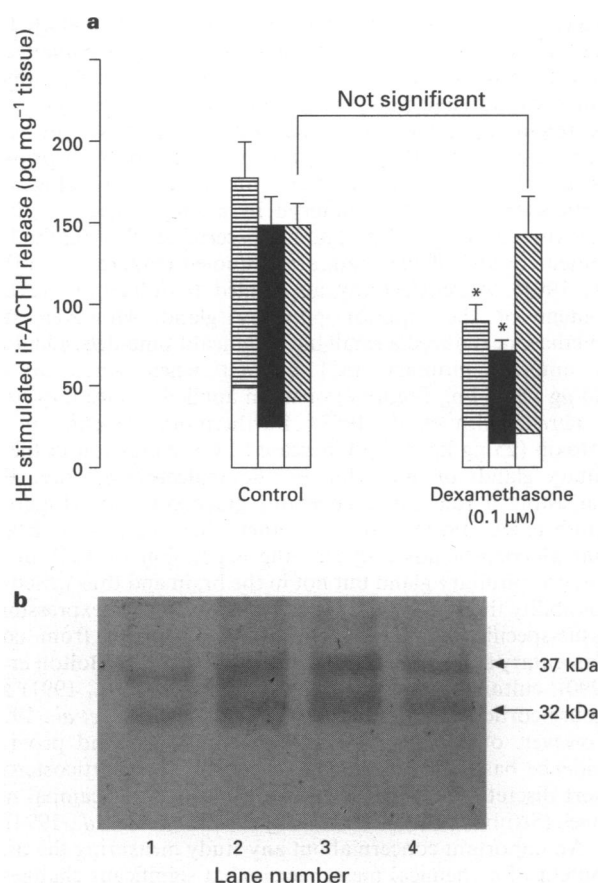 a
HE stimulated ir-ACTH release (pg mg⁻¹ tissue)
Not significant
200
150
100
50
0
*
*
Control
Dexamethasone
(0.1 μM)
b
37 kDa
32 kDa
1 2 3 4
Lane number